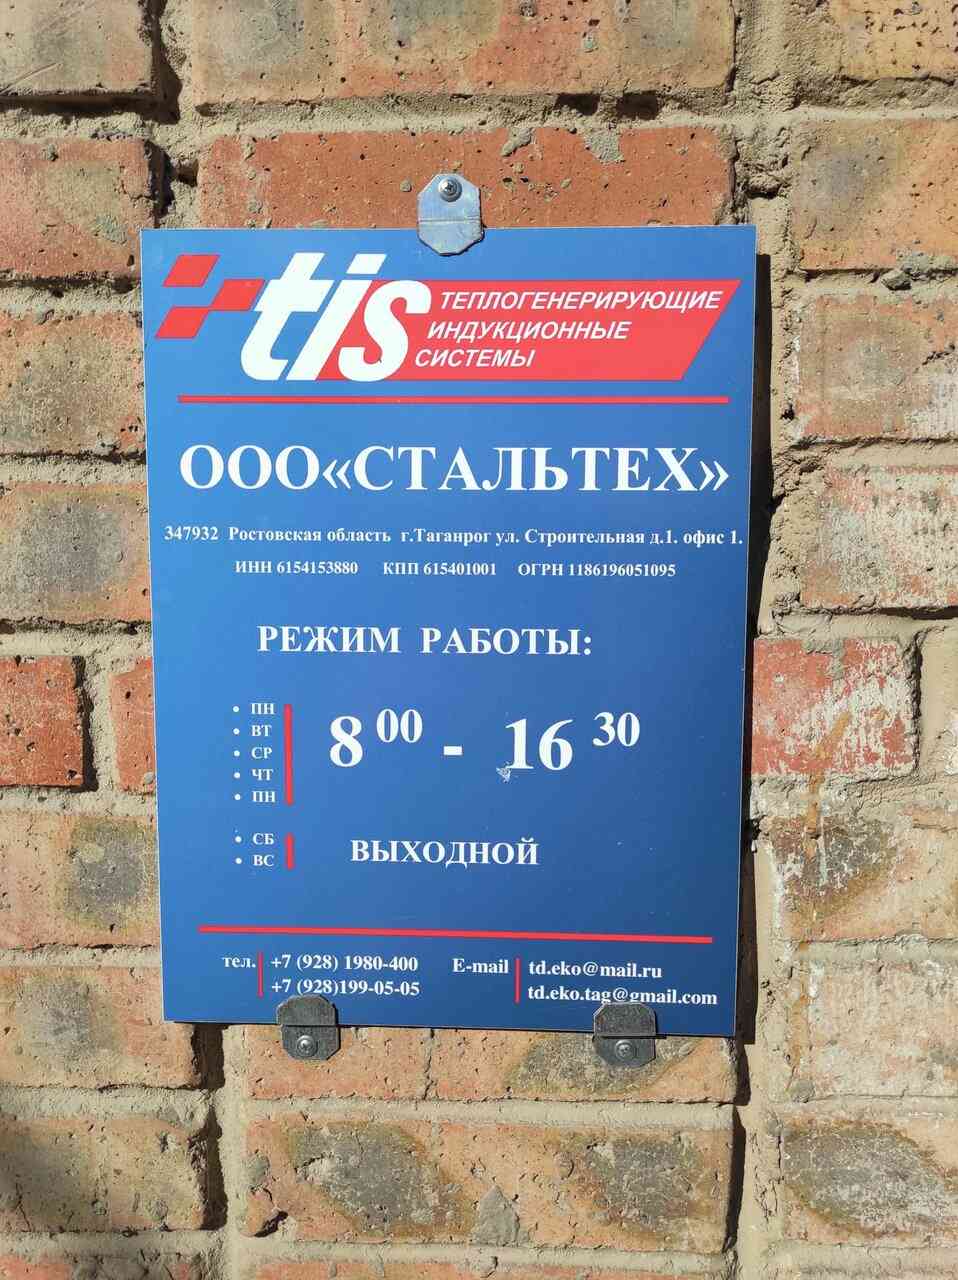 tis ТЕПЛОГЕНЕРИРУЮЩИЕ
ИНДУКЦИОННЫЕ
СИСТЕМЫ
ООО«СТАЛЬТЕХ»
347932 Ростовская область г.Таганрог ул. Строительная д.1. офис 1.
ИНН 6154153880 КПП 615401001 ОГРН 1186196051095
РЕЖИМ РАБОТЫ:
• ПН
• ВТ
• СР
• ЧТ
• ПН
8 00 - 16 30
• СБ
• ВС
ВЫХОДНОЙ
тел. +7 (928) 1980-400
+7 (928)199-05-05
E-mail td.eko@mail.ru
td.eko.tag@gmail.com